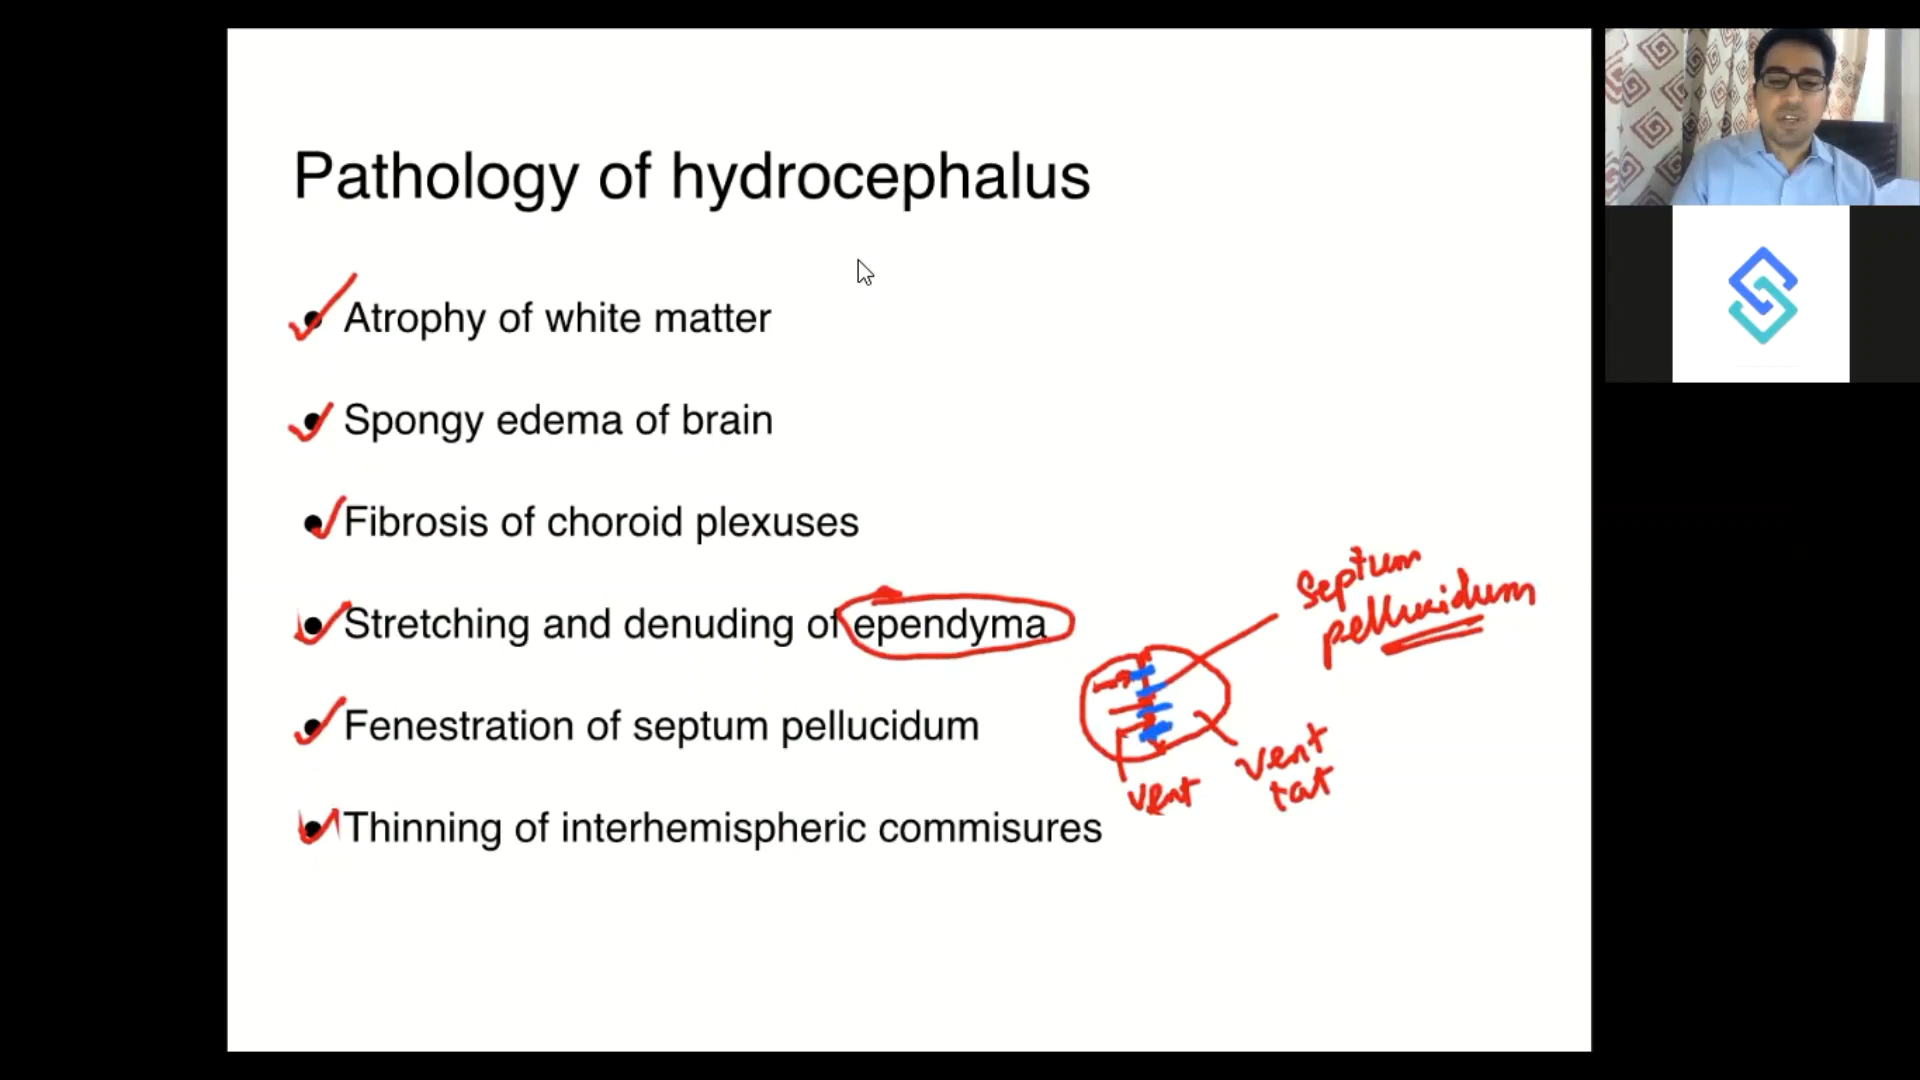 Pathology of hydrocephalus
Atrophy of white matter
Spongy edema of brain
Fibrosis of choroid plexuses
Stretching and denuding of ependyma
Fenestration of septum pellucidum
Thinning of interhemispheric commisures
Septum
pellucidum
vent
vent